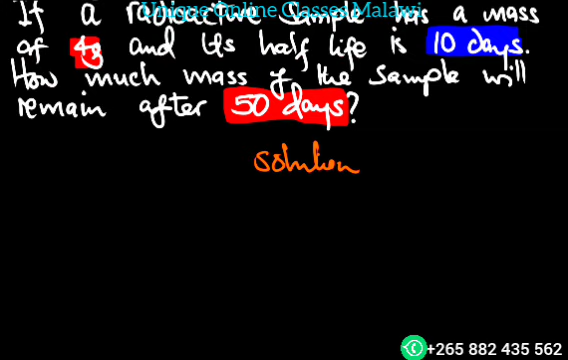 Unique Online Classes Malawi
If a radioactive sample has a mass
of 4g and its half life is 10 days.
How much mass of the sample will
remain after 50 days?
solution
+265 882 435 562